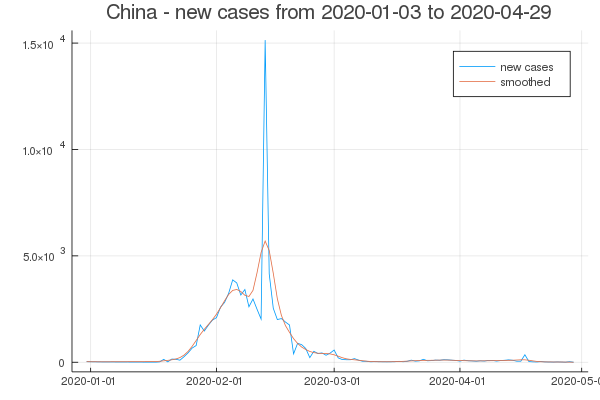 China - new cases from 2020-01-03 to 2020-04-29
1.5×10⁴
new cases
smoothed
1.0×10⁴
5.0×10³
0
2020-01-01 2020-02-01 2020-03-01 2020-04-01 2020-05-0